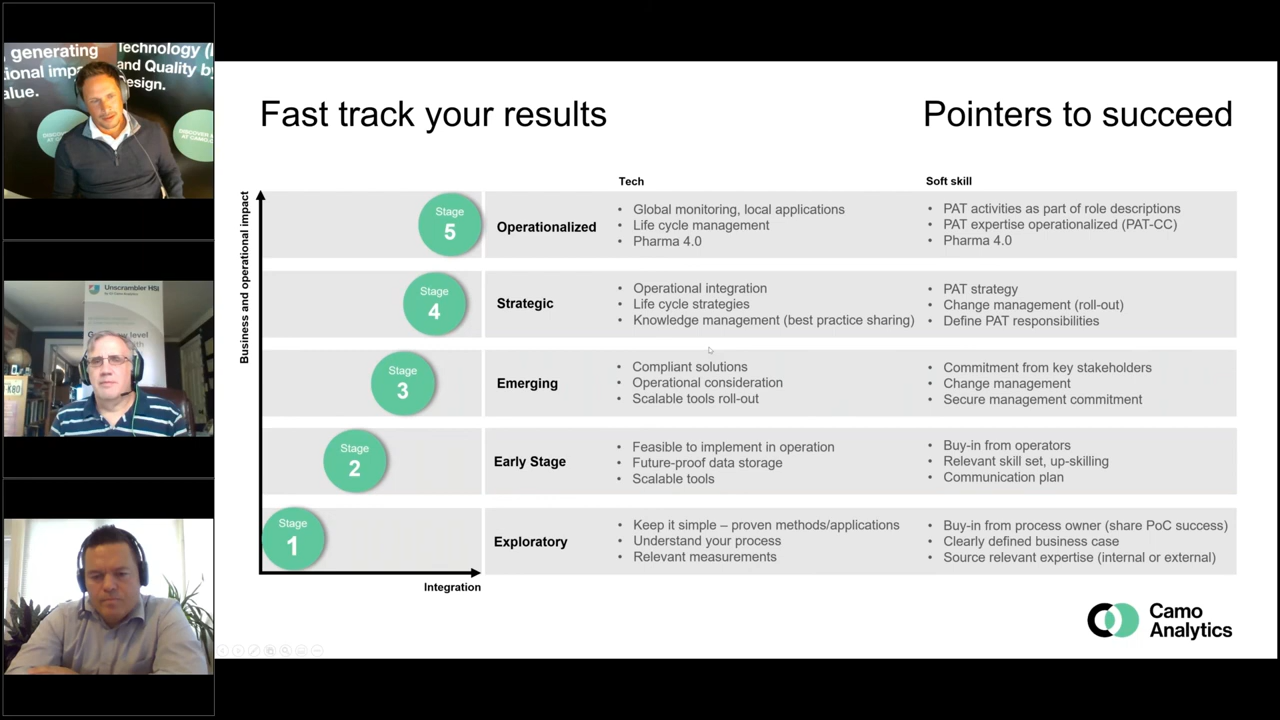 generating
ional impa
alue.
Technology (
and Quality by
Design.
DISCOVER
AT CAMO.C
Unscrambler HSI
Fast track your results
Pointers to succeed
Tech
Soft skill
Business and operational impact
Stage
5
Operationalized
• Global monitoring, local applications
• Life cycle management
• Pharma 4.0
• PAT activities as part of role descriptions
• PAT expertise operationalized (PAT-CC)
• Pharma 4.0
Stage
4
Strategic
• Operational integration
• Life cycle strategies
• Knowledge management (best practice sharing)
• PAT strategy
• Change management (roll-out)
• Define PAT responsibilities
Stage
3
Emerging
• Compliant solutions
• Operational consideration
• Scalable tools roll-out
• Commitment from key stakeholders
• Change management
• Secure management commitment
Stage
2
Early Stage
• Feasible to implement in operation
• Future-proof data storage
• Scalable tools
• Buy-in from operators
• Relevant skill set, up-skilling
• Communication plan
Stage
1
Exploratory
• Keep it simple – proven methods/applications
• Understand your process
• Relevant measurements
• Buy-in from process owner (share PoC success)
• Clearly defined business case
• Source relevant expertise (internal or external)
Integration
Camo
Analytics